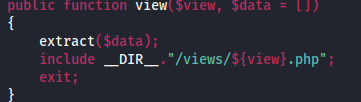 public function view($view, $data = [])
{
    extract($data);
    include __DIR__."/views/${view}.php";
    exit;
}